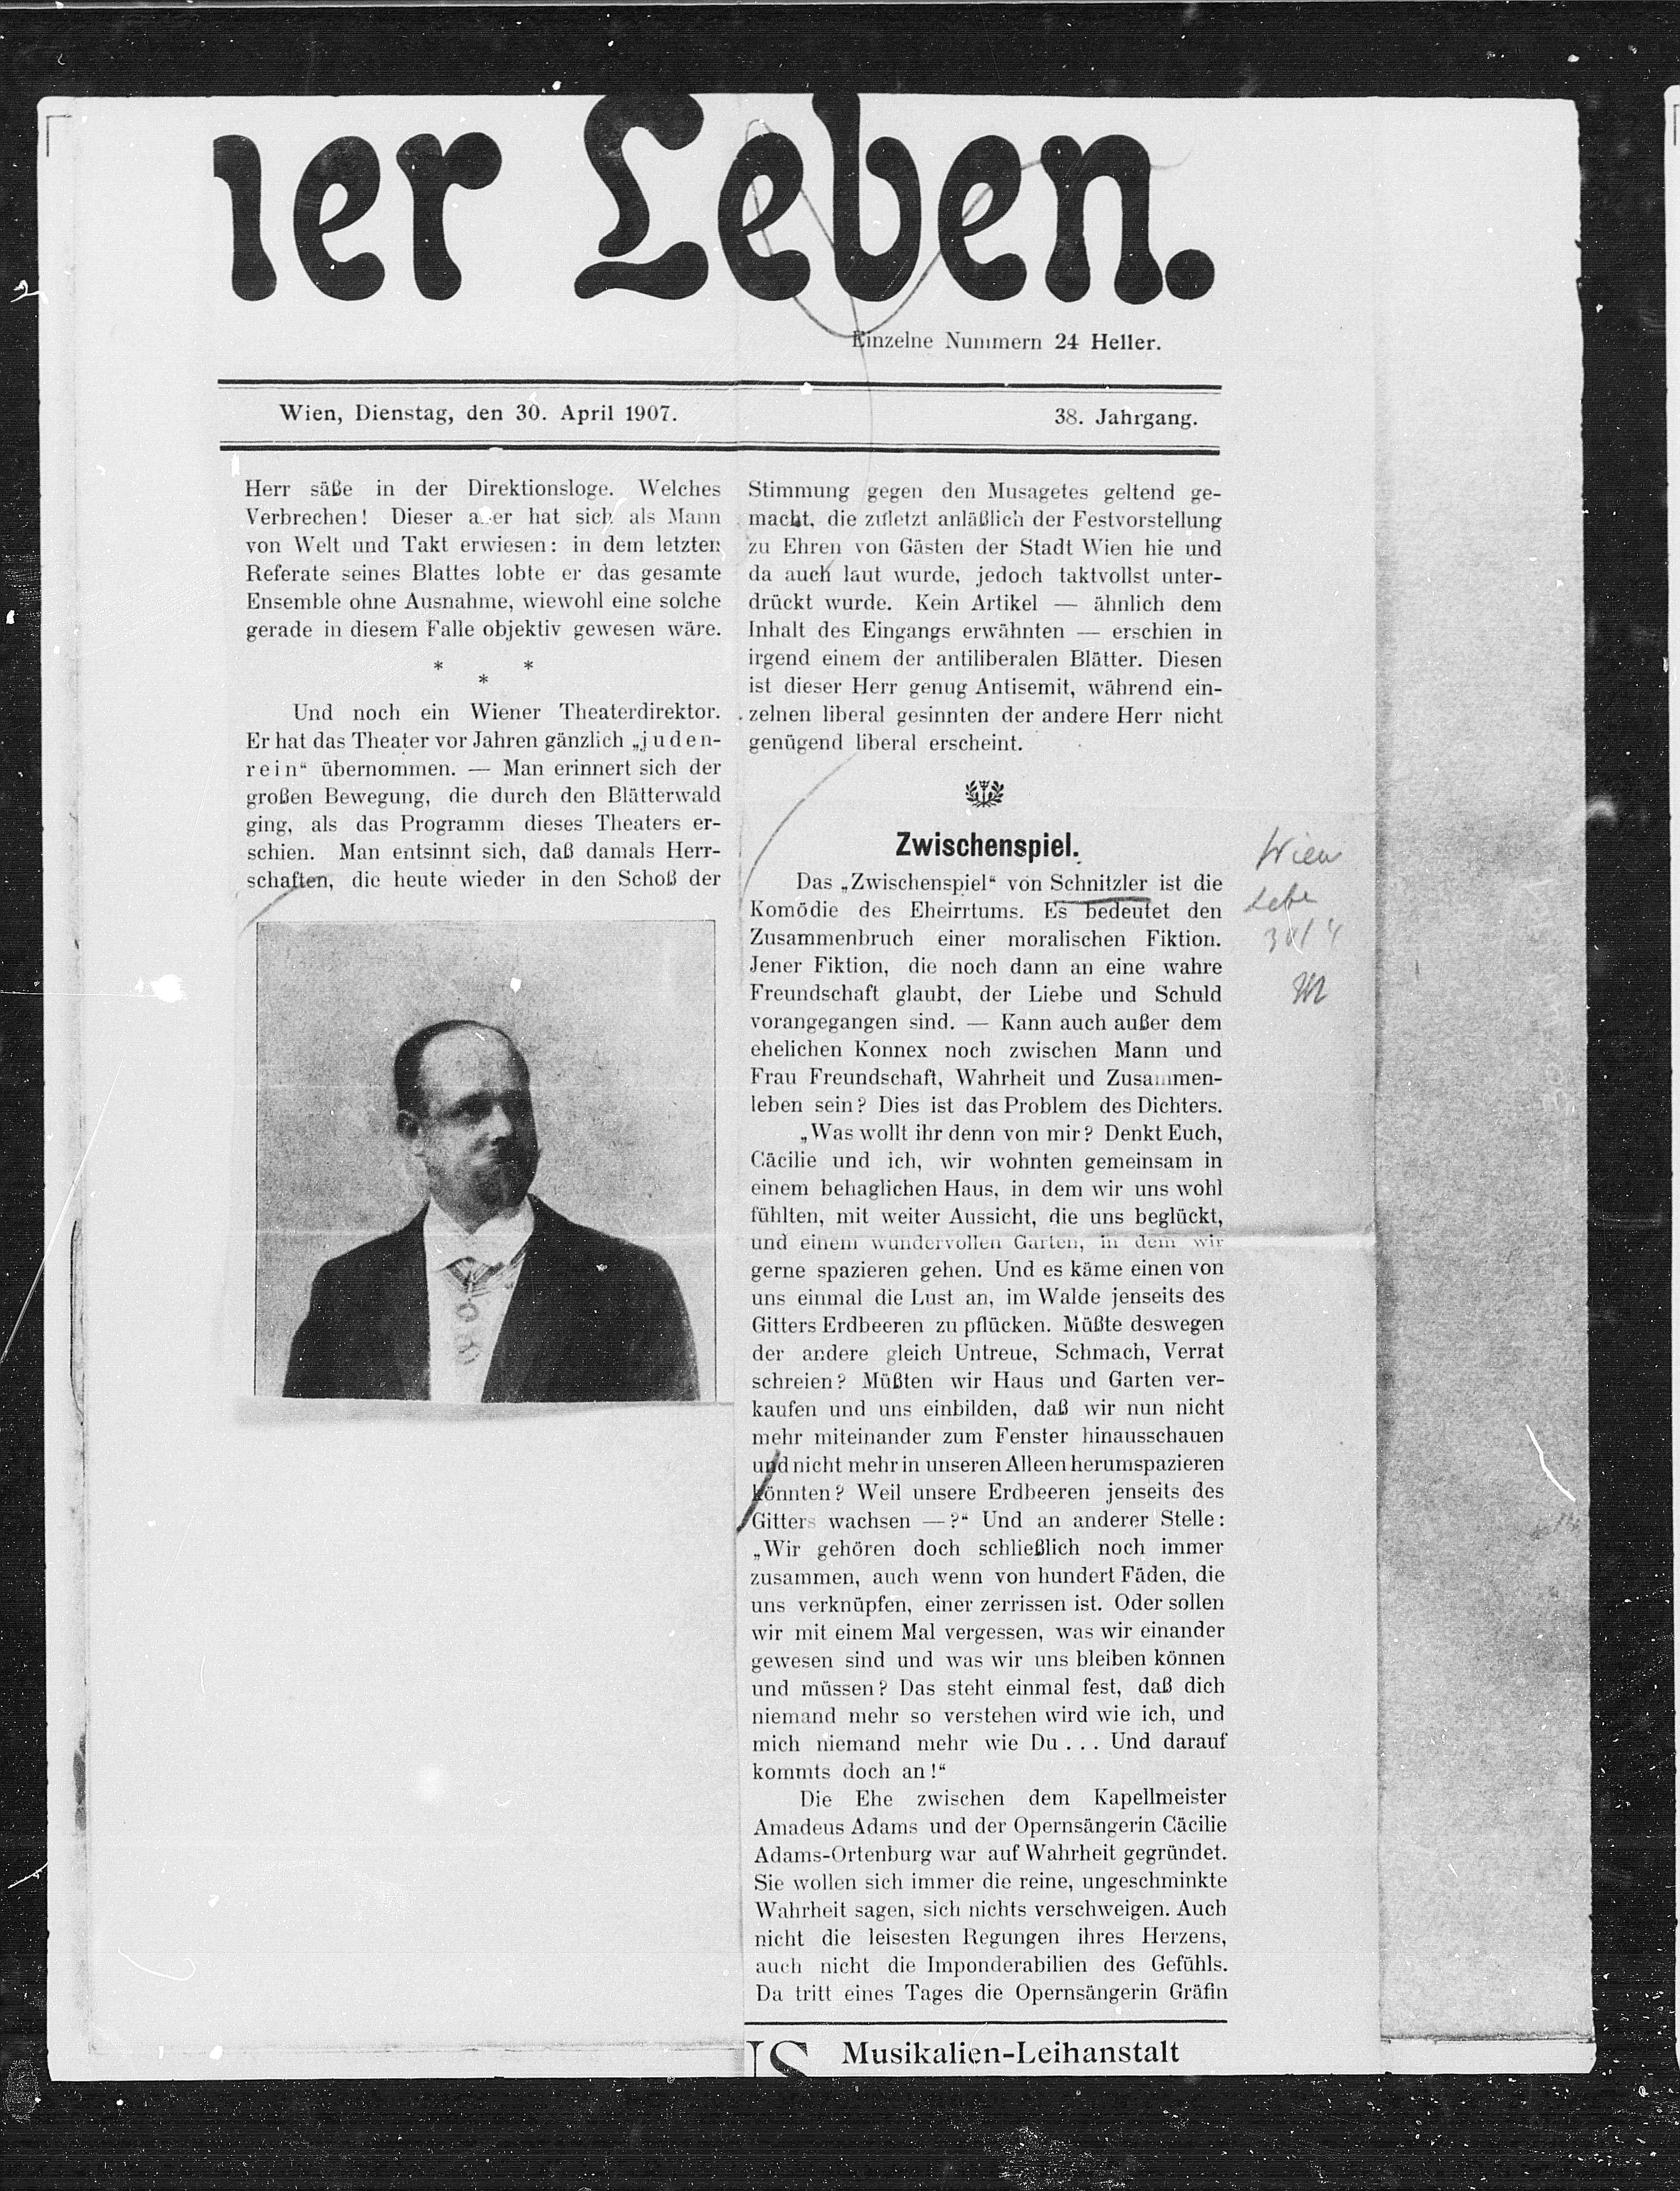 ier Leben.
Einzelne Nummern 24 Heller.
Wien, Dienstag, den 30. April 1907.
38. Jahrgang.
Herr säße in der Direktionsloge. Welches
Verbrechen! Dieser aber hat sich als Mann
von Welt und Takt erwiesen: in dem letzten
Referate seines Blattes lobte er das gesamte
Ensemble ohne Ausnahme, wiewohl eine solche
gerade in diesem Falle objektiv gewesen wäre.
* * *
Und noch ein Wiener Theaterdirektor.
Er hat das Theater vor Jahren gänzlich „juden-
rein“ übernommen. — Man erinnert sich der
großen Bewegung, die durch den Blätterwald
ging, als das Programm dieses Theaters er-
schien. Man entsinnt sich, daß damals Herr-
schaften, die heute wieder in den Schoß der
Stimmung gegen den Musagetes geltend ge-
macht, die zuletzt anläßlich der Festvorstellung
zu Ehren von Gästen der Stadt Wien hie und
da auch laut wurde, jedoch taktvollst unter-
drückt wurde. Kein Artikel — ähnlich dem
Inhalt des Eingangs erwähnten — erschien in
irgend einem der antiliberalen Blätter. Diesen
ist dieser Herr genug Antisemit, während ein-
zelnen liberal gesinnten der andere Herr nicht
genügend liberal erscheint.
Zwischenspiel.
Das „Zwischenspiel“ von Schnitzler ist die
Komödie des Eheirrtums. Es bedeutet den
Zusammenbruch einer moralischen Fiktion.
Jener Fiktion, die noch dann an eine wahre
Freundschaft glaubt, der Liebe und Schuld
vorangegangen sind. — Kann auch außer dem
ehelichen Konnex noch zwischen Mann und
Frau Freundschaft, Wahrheit und Zusammen-
leben sein? Dies ist das Problem des Dichters.
„Was wollt ihr denn von mir? Denkt Euch,
Cäcilie und ich, wir wohnten gemeinsam in
einem behaglichen Haus, in dem wir uns wohl
fühlten, mit weiter Aussicht, die uns beglückt,
und einem wundervollen Garten, in dem wir
gerne spazieren gehen. Und es käme einen von
uns einmal die Lust an, im Walde jenseits des
Gitters Erdbeeren zu pflücken. Müßte deswegen
der andere gleich Untreue, Schmach, Verrat
schreien? Müßten wir Haus und Garten ver-
kaufen und uns einbilden, daß wir nun nicht
mehr miteinander zum Fenster hinausschauen
und nicht mehr in unseren Alleen herumspazieren
könnten? Weil unsere Erdbeeren jenseits des
Gitters wachsen — ?“ Und an anderer Stelle:
„Wir gehören doch schließlich noch immer
zusammen, auch wenn von hundert Fäden, die
uns verknüpfen, einer zerrissen ist. Oder sollen
wir mit einem Mal vergessen, was wir einander
gewesen sind und was wir uns bleiben können
und müssen? Das steht einmal fest, daß dich
niemand mehr so verstehen wird wie ich, und
mich niemand mehr wie Du . . . Und darauf
kommts doch an!“
Die Ehe zwischen dem Kapellmeister
Amadeus Adams und der Opernsängerin Cäcilie
Adams-Ortenburg war auf Wahrheit gegründet.
Sie wollen sich immer die reine, ungeschminkte
Wahrheit sagen, sich nichts verschweigen. Auch
nicht die leisesten Regungen ihres Herzens,
auch nicht die Imponderabilien des Gefühls.
Da tritt eines Tages die Opernsängerin Gräfin
Musikalien-Leihanstalt
Wien
Lebe
30/4